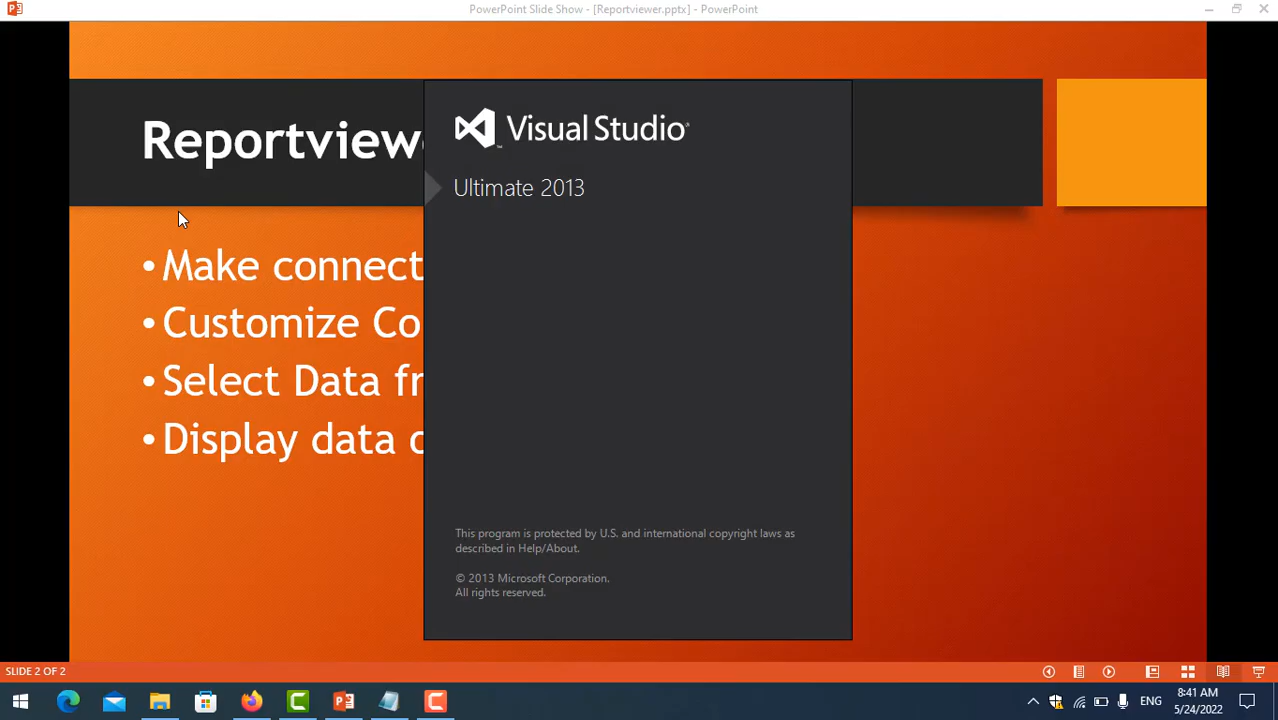 PowerPoint Slide Show - [Reportviewer.pptx] - PowerPoint
Reportviewe
Visual Studio
Ultimate 2013
• Make connect
• Customize Co
• Select Data fr
• Display data
This program is protected by U.S. and international copyright laws as
described in Help/About.
© 2013 Microsoft Corporation.
All rights reserved.
SLIDE 2 OF 2
ENG
8:41 AM
5/24/2022